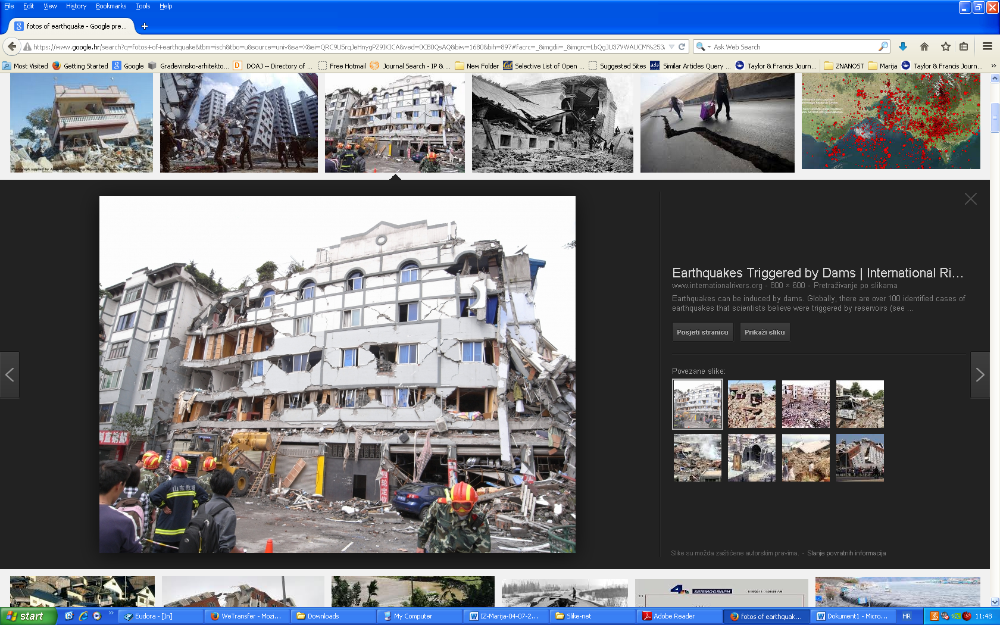 File Edit View History Bookmarks Tools Help
fotos of earthquake - Google pre...
https://www.google.hr/search?q=fotos+of+earthquake&tbm=isch&tbo=u&source=univ&sa=X&ei=QRC9U5rqJeHnygPZ9IKICA&ved=0CB0QsAQ&biw=1680&bih=897#facrc=_&imgdii=_&imgrc=LbQgJU37VWAUCM%253
Ask Web Search
Most Visited Getting Started Google Građevinsko-arhitekto... DOAJ -- Directory of ... Free Hotmail Journal Search - IP & ... New Folder Selective List of Open ... Suggested Sites Similar Articles Query ... Taylor & Francis Journ... ZNANOST Marija Taylor & Francis Journ... »
Earthquakes Triggered by Dams | International Ri...
www.internationalrivers.org - 800 × 600 - Pretraživanje po slikama
Earthquakes can be induced by dams. Globally, there are over 100 identified cases of
earthquakes that scientists believe were triggered by reservoirs (see ...
Posjeti stranicu Prikaži sliku
Povezane slike:
四轮定位
Slike su možda zaštićene autorskim pravima. - Slanje povratnih informacija
4 SEISMOGRAPH
start Eudora - [In] WeTransfer - Mozi... Downloads My Computer IZ-Marija-04-07-2... Slike-net Adobe Reader fotos of earthquak... Dokument1 - Micro... HR 11:48